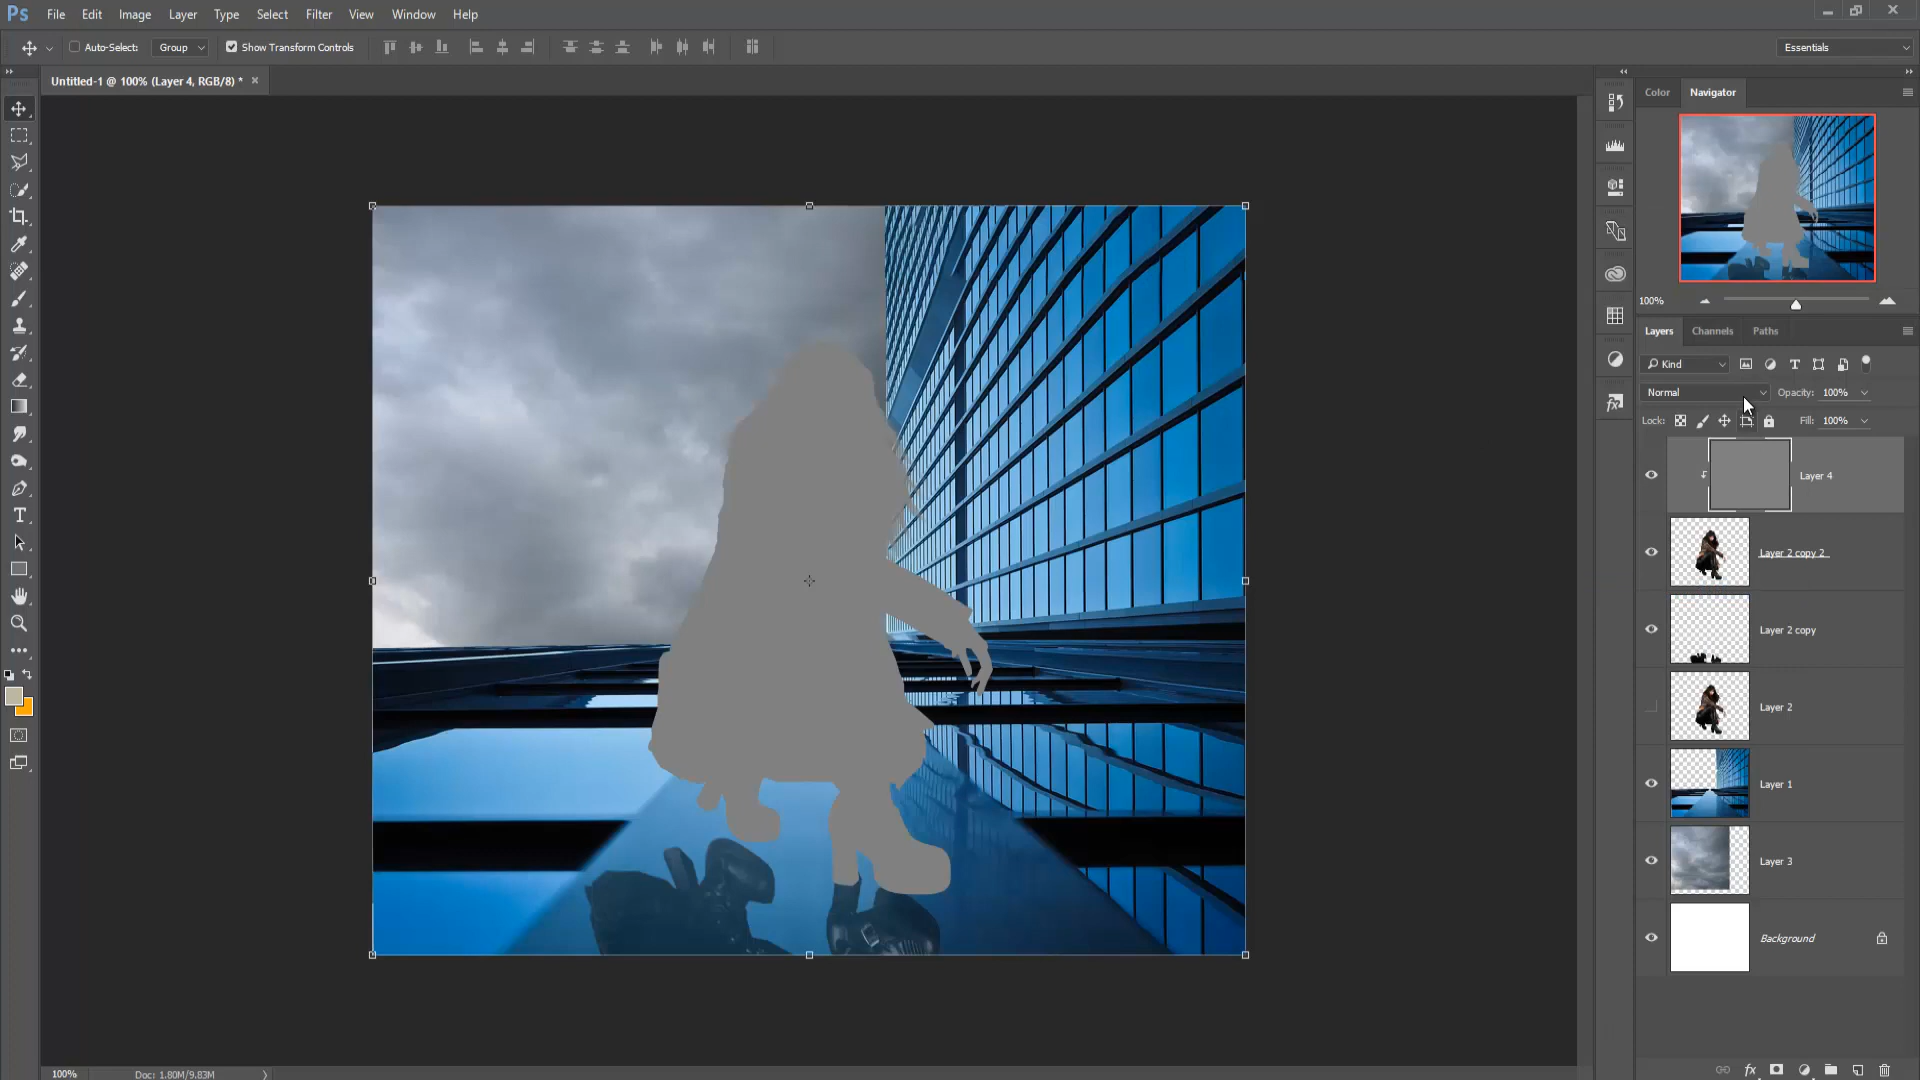 Ps File Edit Image Layer Type Select Filter 3D View Window Help
Auto-Select: Group Show Transform Controls Essentials
Untitled-1 @ 100% (Layer 4, RGB/8) * ×
Color Navigator
100%
Layers Channels Paths
Kind
Normal Opacity: 100%
Lock: Fill: 100%
Layer 4
Layer 2 copy 2
Layer 2 copy
Layer 2
Layer 1
Layer 3
Background
100% Doc: 1.80M/9.83M